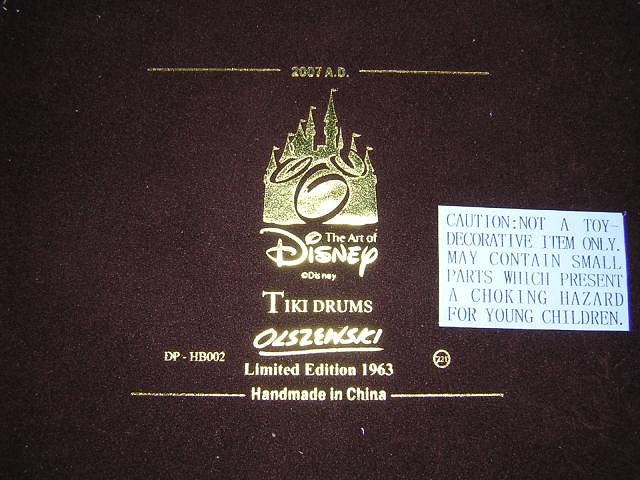 2007 A.D.
The Art of
Disney
©Disney
TIKI DRUMS
OLSZEWSKI
DP - HB002
Limited Edition 1963
Handmade in China
CAUTION:NOT A TOY-
DECORATIVE ITEM ONLY.
MAY CONTAIN SMALL
PARTS WHICH PRESENT
A CHOKING HAZARD
FOR YOUNG CHILDREN.